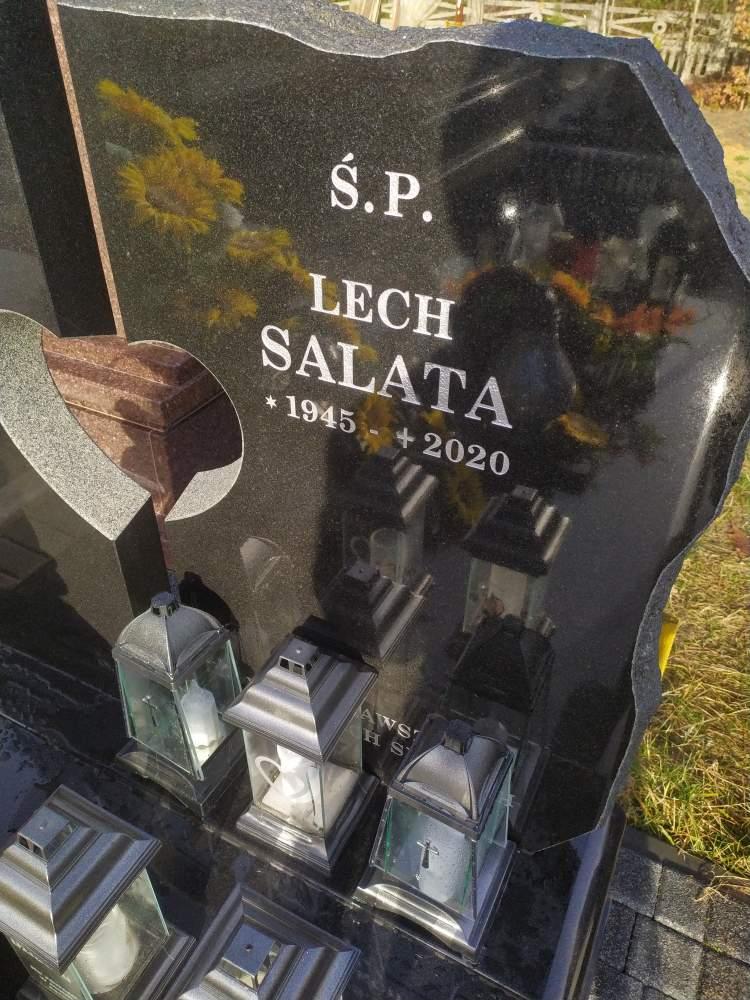 Ś.P.
LECH
SALATA
* 1945 - + 2020